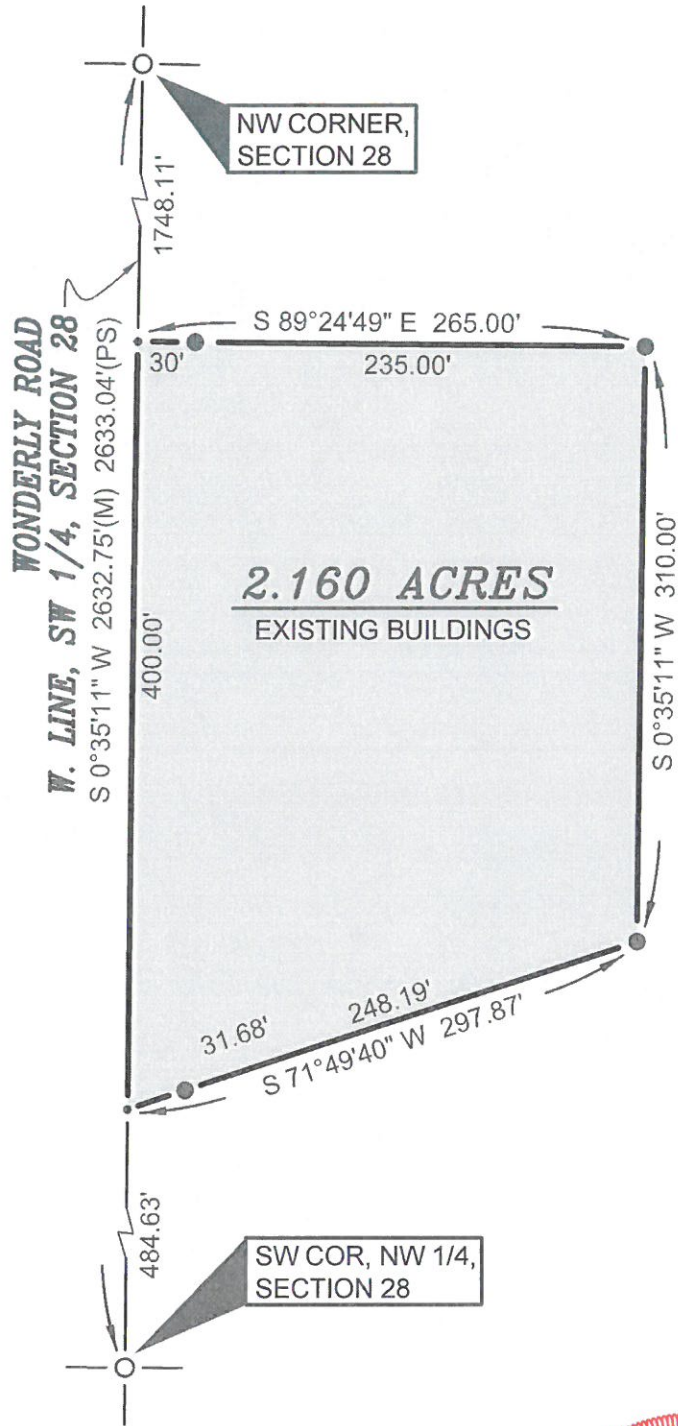 NW CORNER,
SECTION 28
1748.11'
WONDERLY ROAD
W. LINE, SW 1/4, SECTION 28
S 0°35'11" W 2632.75'(M) 2633.04'(PS)
S 89°24'49" E 265.00'
30'
235.00'
2.160 ACRES
EXISTING BUILDINGS
400.00'
S 0°35'11" W 310.00'
31.68'
248.19'
S 71°49'40" W 297.87'
484.63'
SW COR, NW 1/4,
SECTION 28